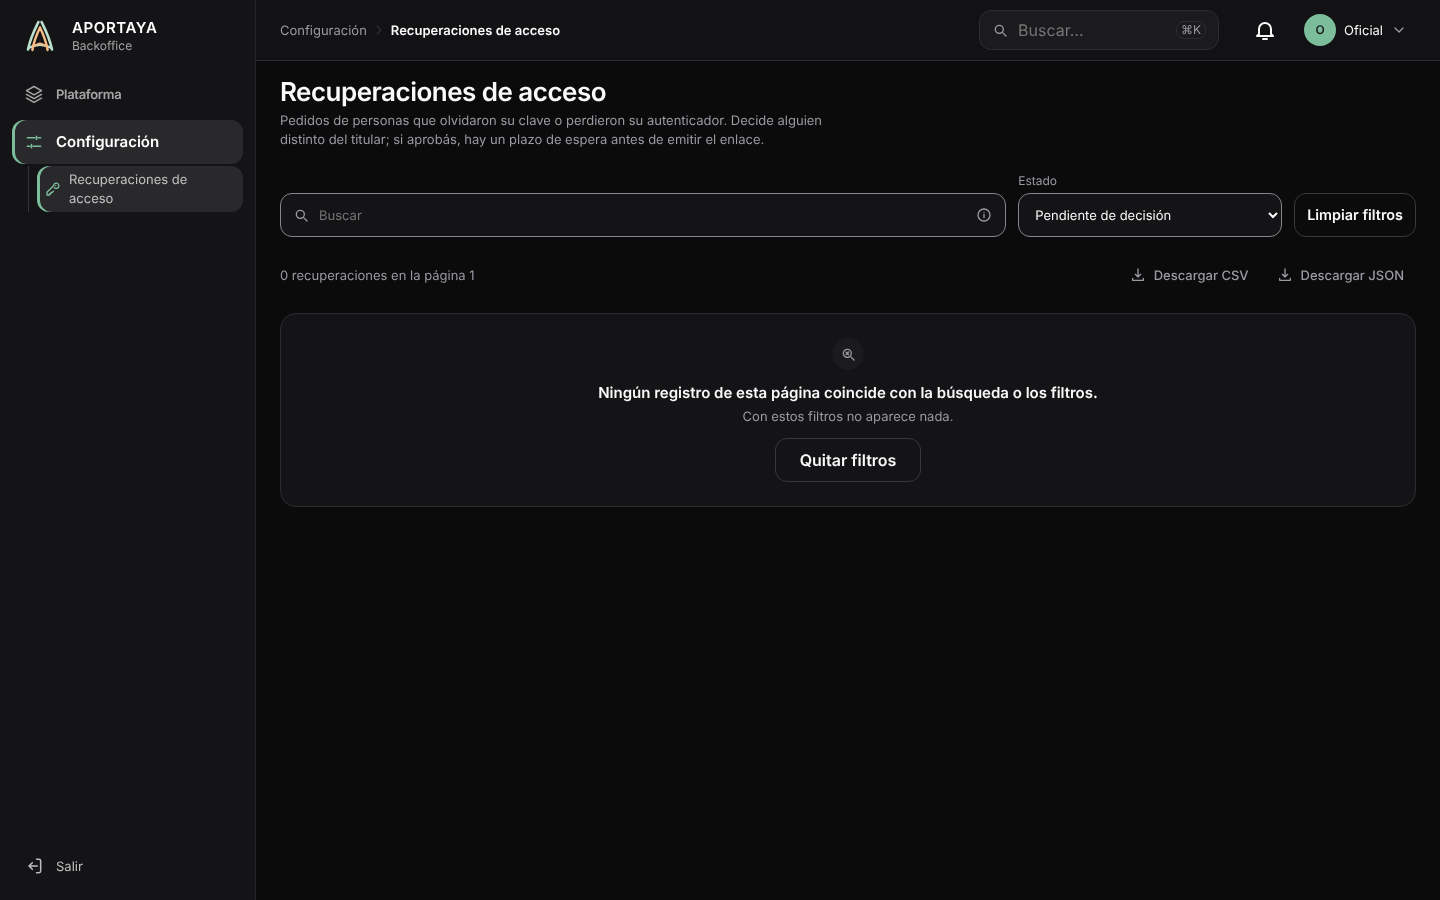 APORTAYA
Backoffice
Plataforma
Configuración
Recuperaciones de
acceso
Salir
Configuración
Recuperaciones de acceso
Buscar...
⌘K
O
Oficial
Recuperaciones de acceso
Pedidos de personas que olvidaron su clave o perdieron su autenticador. Decide alguien
distinto del titular; si aprobás, hay un plazo de espera antes de emitir el enlace.
Buscar
Estado
Pendiente de decisión
Limpiar filtros
0 recuperaciones en la página 1
Descargar CSV
Descargar JSON
Ningún registro de esta página coincide con la búsqueda o los filtros.
Con estos filtros no aparece nada.
Quitar filtros